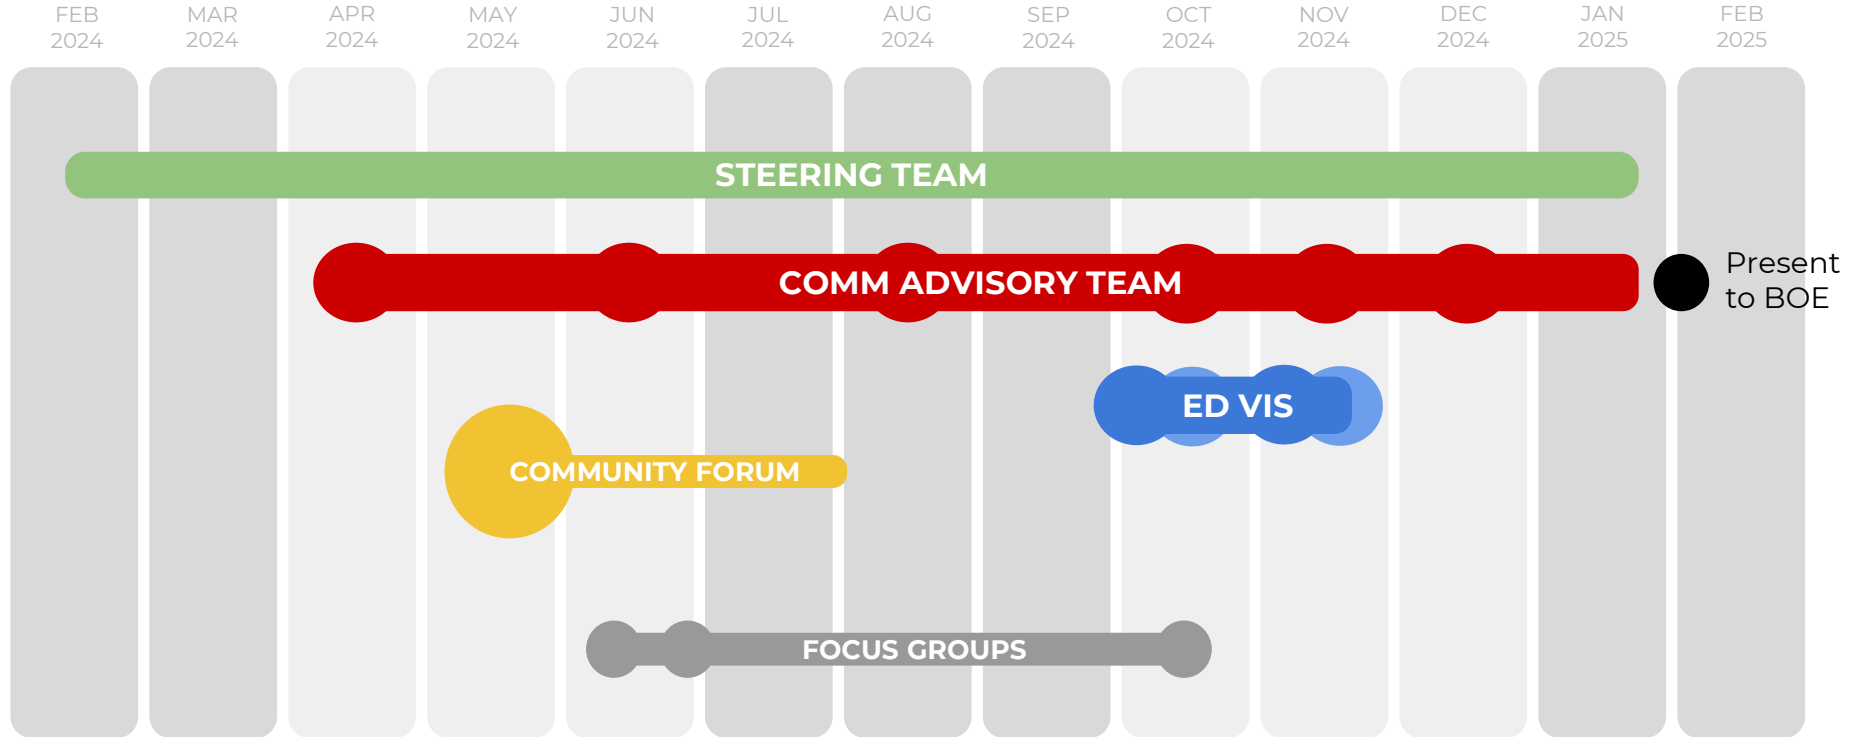 FEB
2024
MAR
2024
APR
2024
MAY
2024
JUN
2024
JUL
2024
AUG
2024
SEP
2024
OCT
2024
NOV
2024
DEC
2024
JAN
2025
FEB
2025
STEERING TEAM
COMM ADVISORY TEAM
Present
to BOE
ED VIS
COMMUNITY FORUM
FOCUS GROUPS